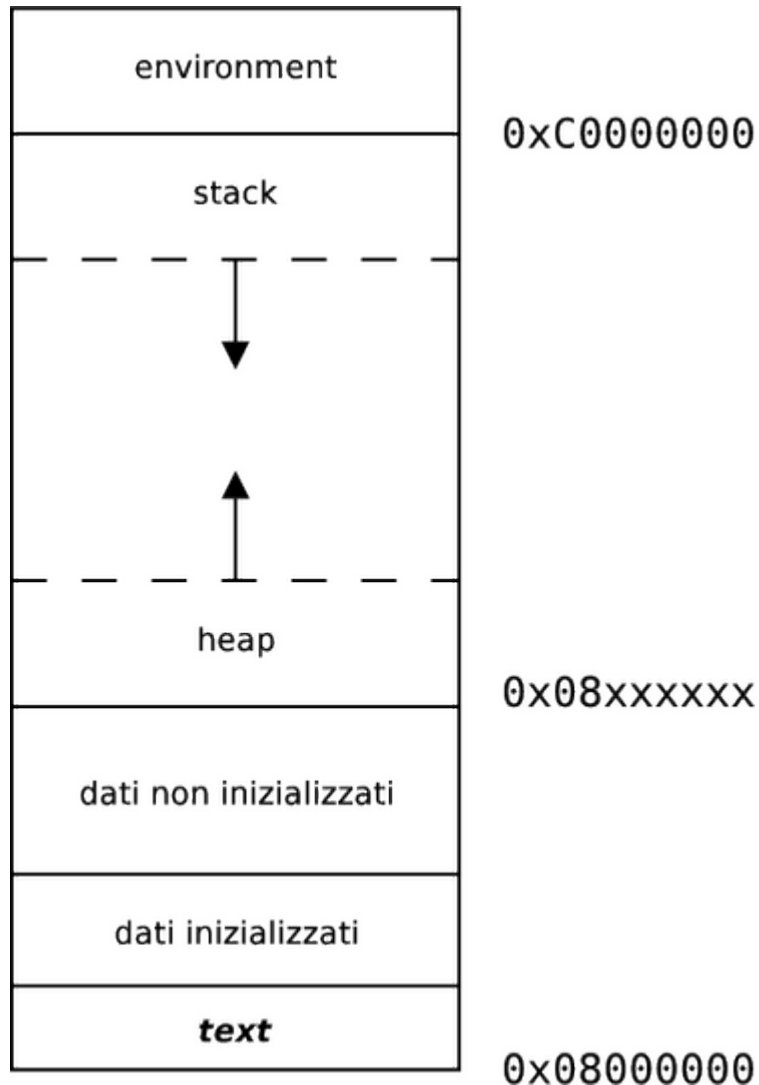 environment
0xC0000000
stack
heap
0x08xxxxxx
dati non inizializzati
dati inizializzati
text
0x08000000